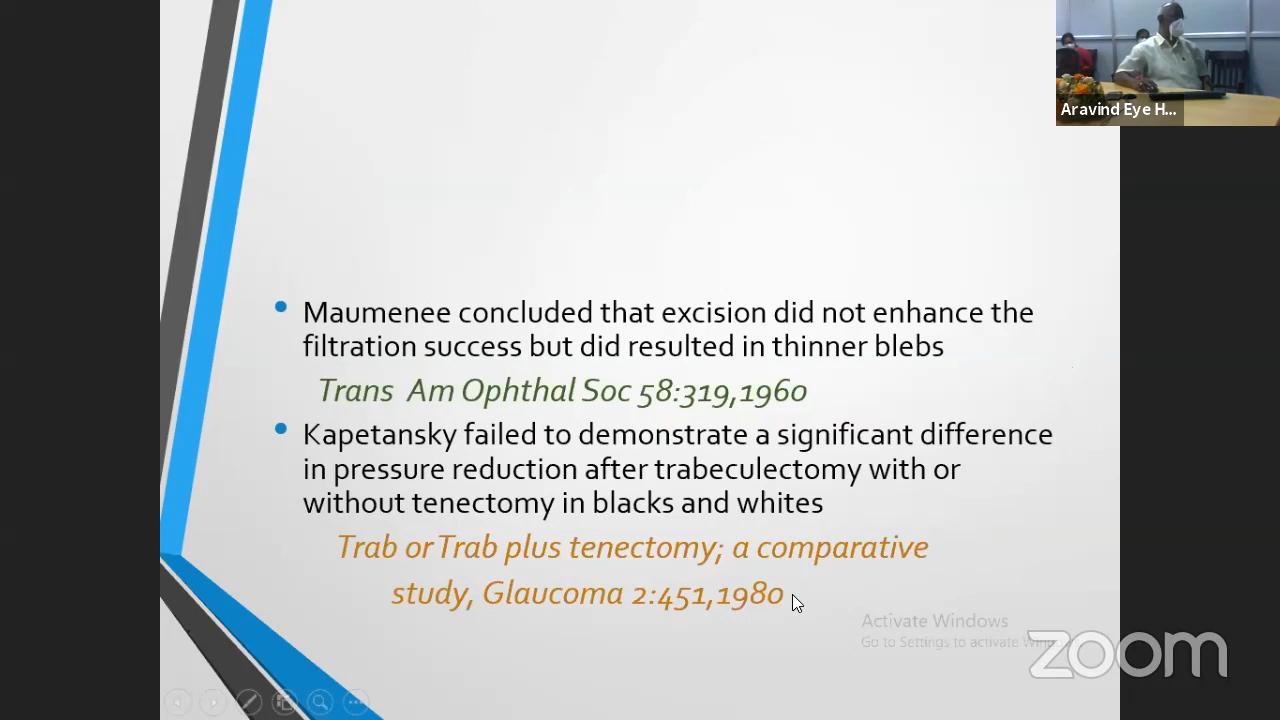 Aravind Eye H...
Maumenee concluded that excision did not enhance the
filtration success but did resulted in thinner blebs
Trans Am Ophthal Soc 58:319,1960
Kapetansky failed to demonstrate a significant difference
in pressure reduction after trabeculectomy with or
without tenectomy in blacks and whites
Trab or Trab plus tenectomy; a comparative
study, Glaucoma 2:451,1980
Activate Windows
Go to Settings to activate
zoom